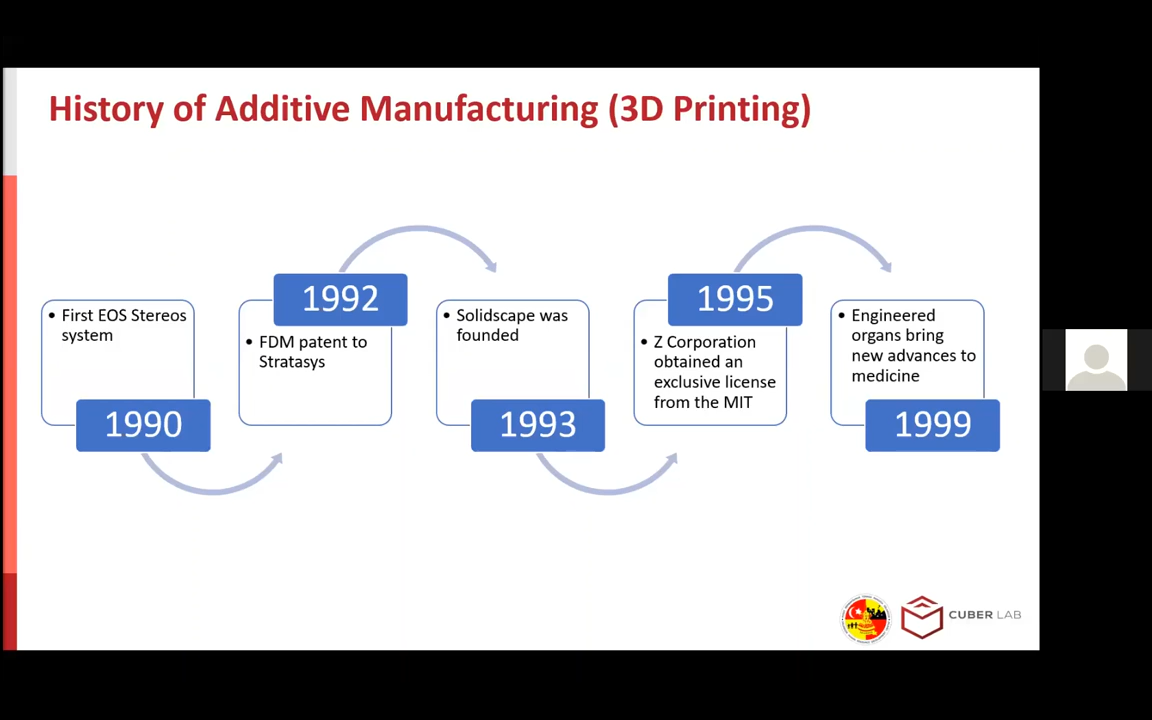 History of Additive Manufacturing (3D Printing)
• First EOS Stereos
system
1990
1992
• FDM patent to
Stratasys
• Solidscape was
founded
1993
1995
• Z Corporation
obtained an
exclusive license
from the MIT
• Engineered
organs bring
new advances to
medicine
1999
CUBER LAB